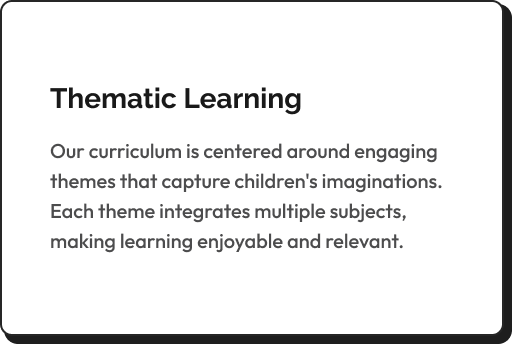 Thematic Learning
Our curriculum is centered around engaging
themes that capture children's imaginations.
Each theme integrates multiple subjects,
making learning enjoyable and relevant.